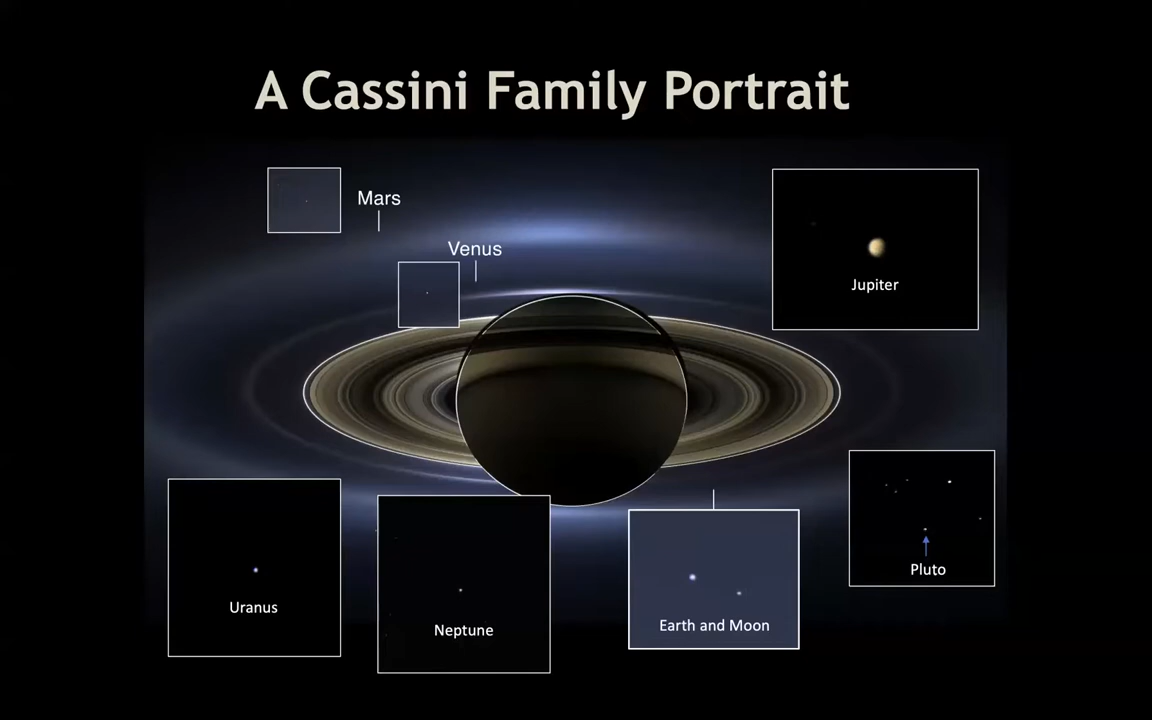 A Cassini Family Portrait
Mars
Venus
Jupiter
Uranus
Neptune
Earth and Moon
Pluto